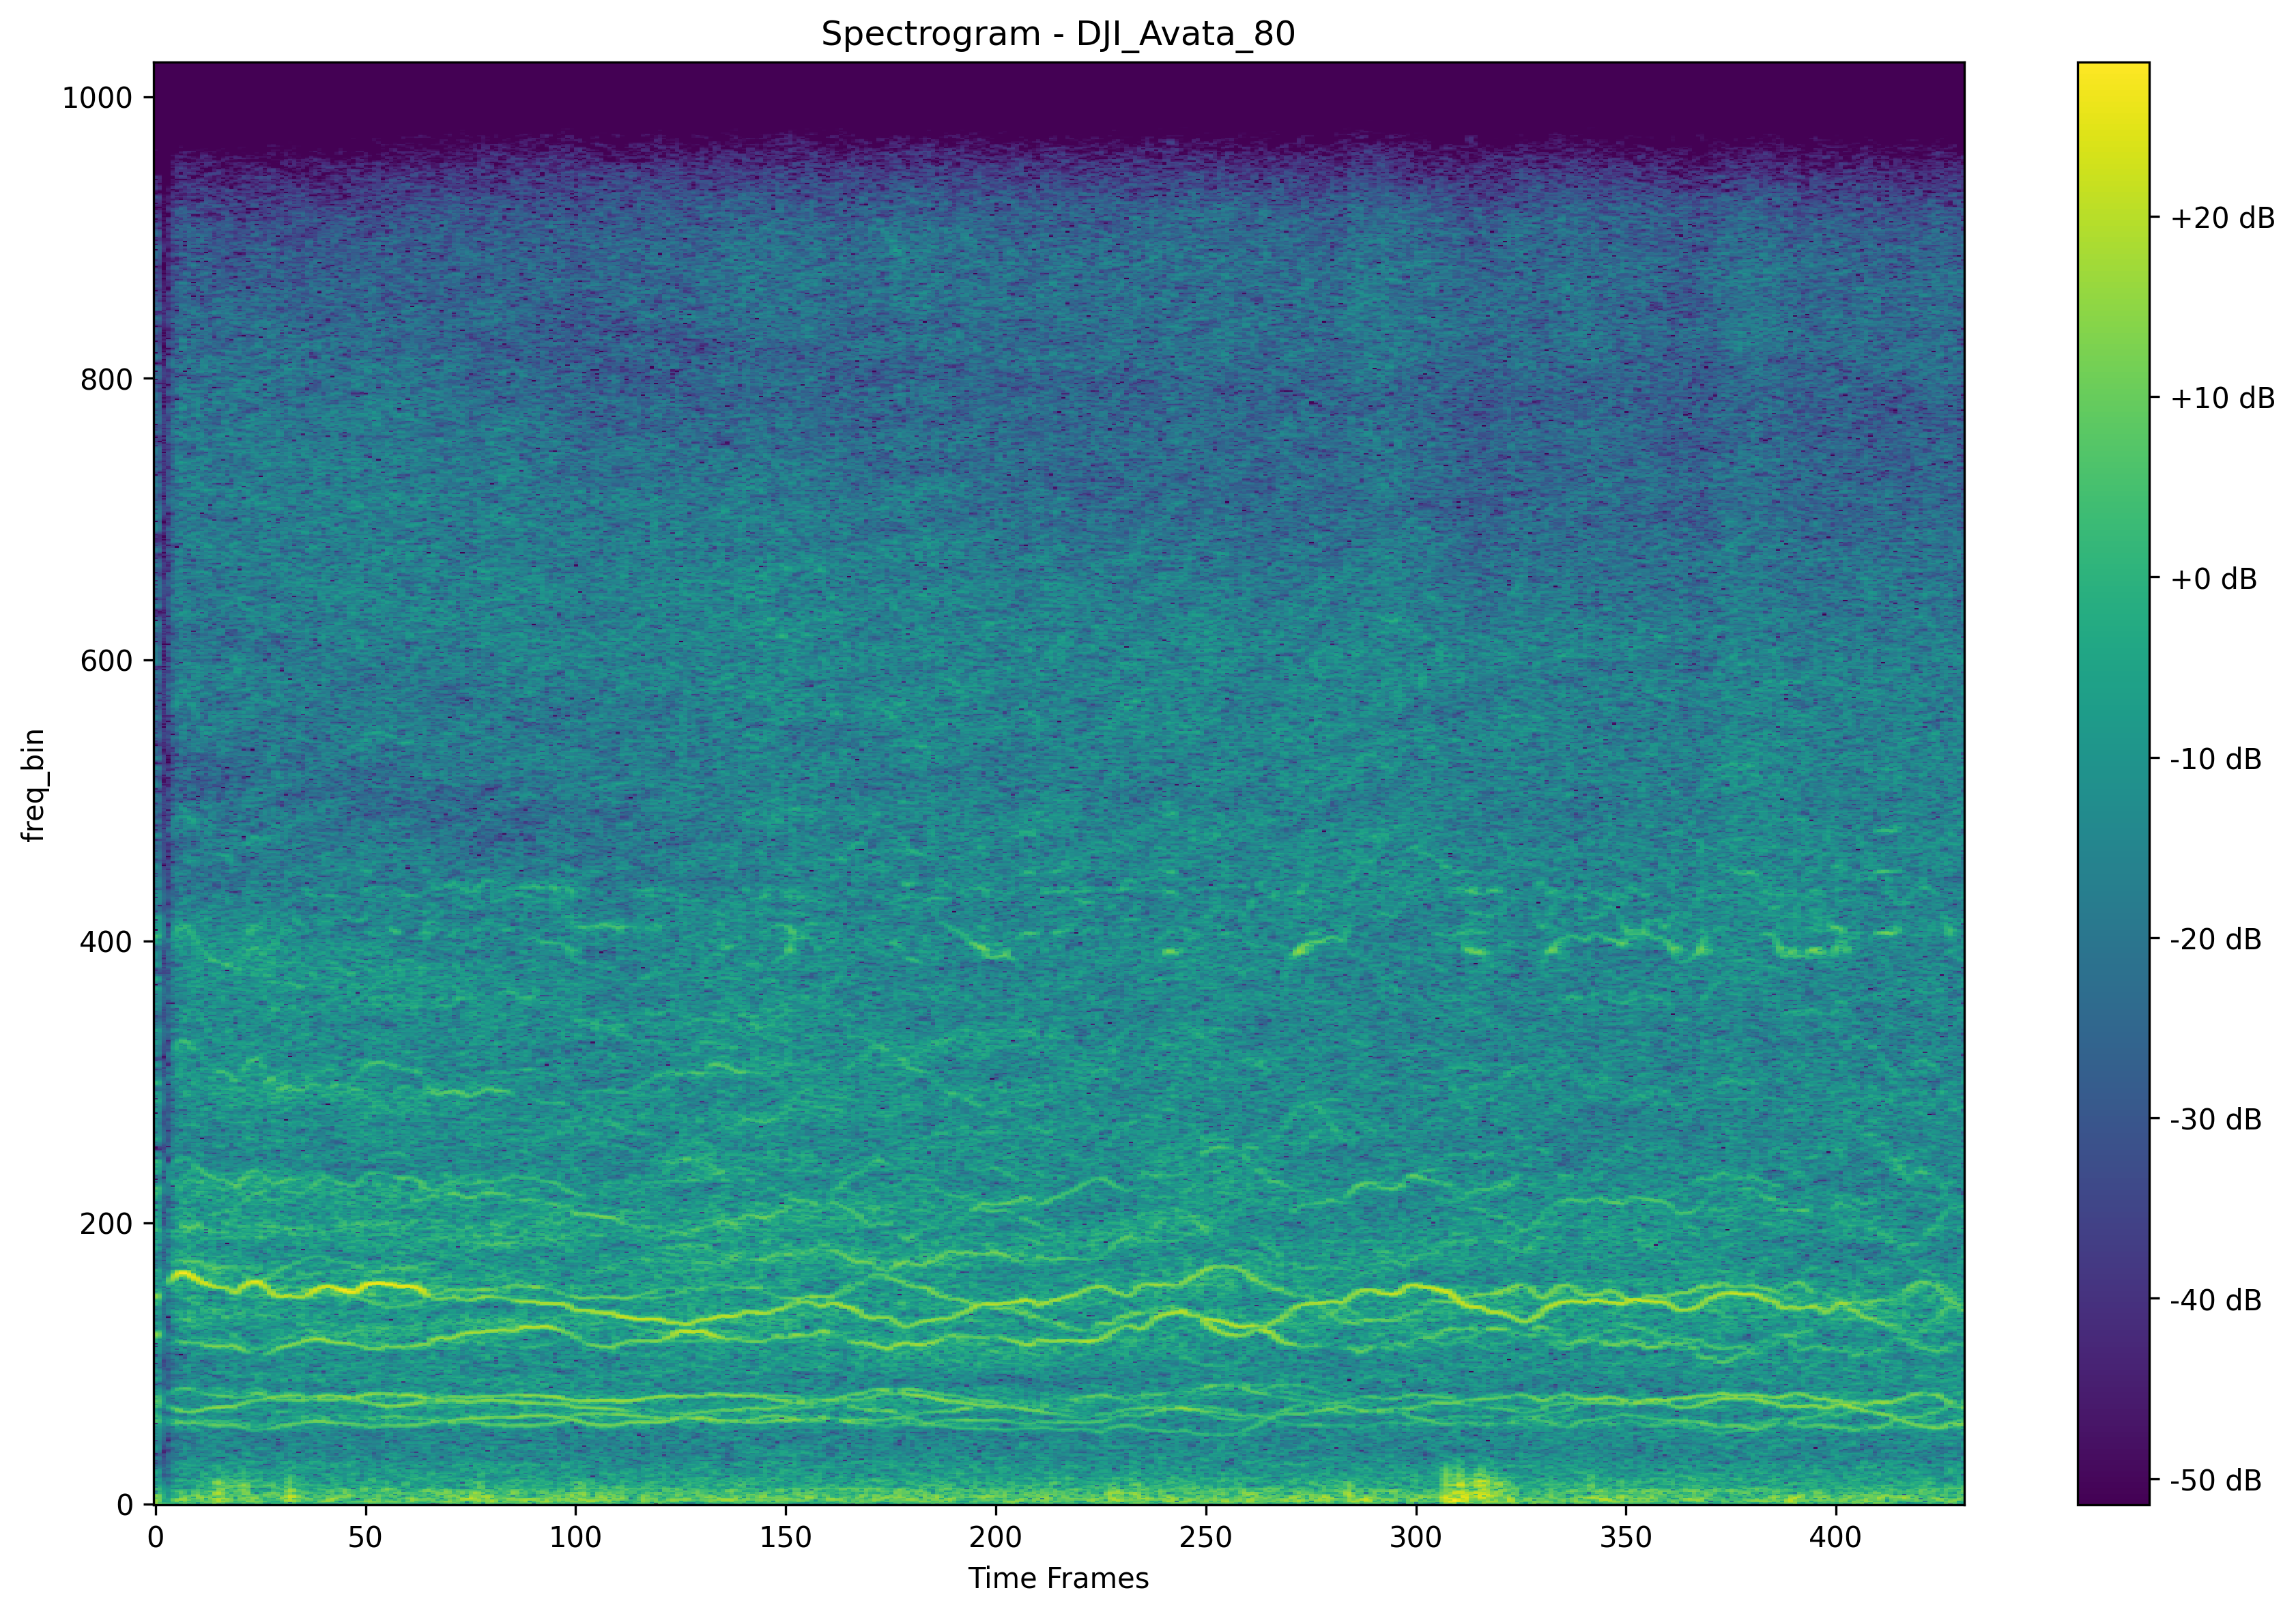 Spectrogram - DJI_Avata_80
1000
800
600
400
200
0
freq_bin
0 50 100 150 200 250 300 350 400
Time Frames
+20 dB
+10 dB
+0 dB
-10 dB
-20 dB
-30 dB
-40 dB
-50 dB